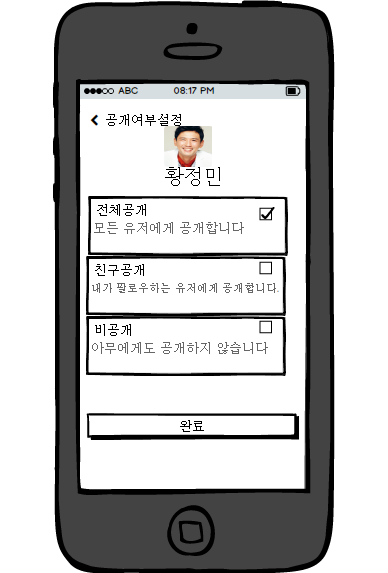 ABC 08:17 PM
공개여부설정
황정민
전체공개
모든 유저에게 공개합니다
친구공개
내가 팔로우하는 유저에게 공개합니다.
비공개
아무에게도 공개하지 않습니다
완료